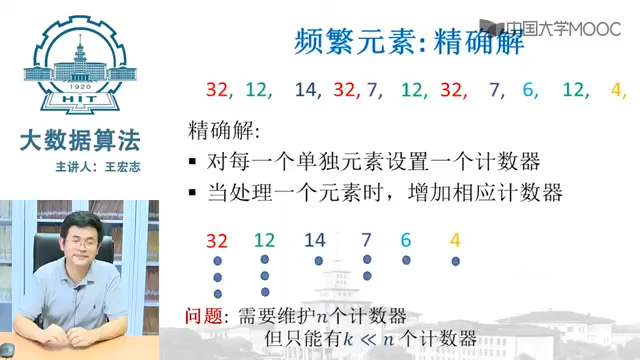 中国大学MOOC
频繁元素: 精确解
1920
HIT
大数据算法
主讲人：王宏志
32, 12, 14, 32, 7, 12, 32, 7, 6, 12, 4,
精确解:
▪ 对每一个单独元素设置一个计数器
▪ 当处理一个元素时，增加相应计数器
32 12 14 7 6 4
问题: 需要维护n个计数器
但只能有k ≪ n 个计数器